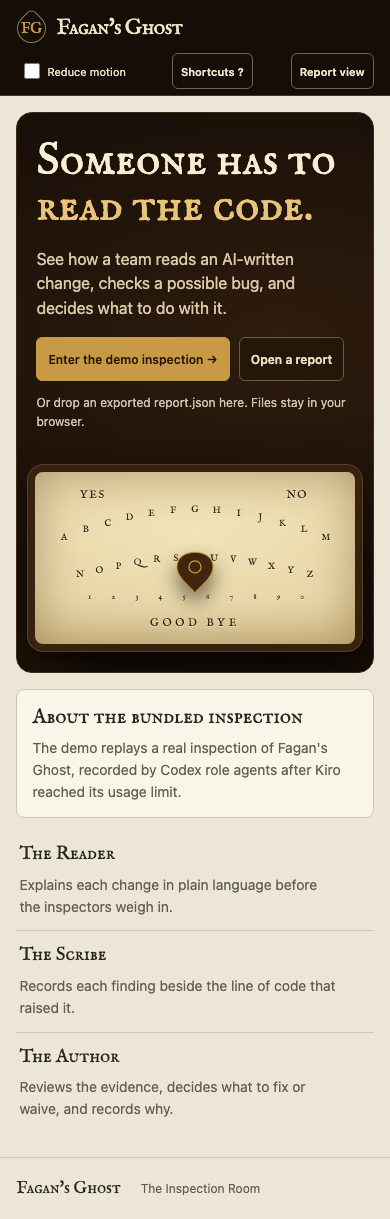 FG Fagan's Ghost
Reduce motion Shortcuts ? Report view
Someone has to
read the code.
See how a team reads an AI-written
change, checks a possible bug, and
decides what to do with it.
Enter the demo inspection → Open a report
Or drop an exported report.json here. Files stay in your
browser.
YES NO
A B C D E F G H I J K L M
N O P Q R S U V W X Y Z
1 2 3 4 5 6 7 8 9 0
GOOD BYE
About the bundled inspection
The demo replays a real inspection of Fagan's
Ghost, recorded by Codex role agents after Kiro
reached its usage limit.
The Reader
Explains each change in plain language before
the inspectors weigh in.
The Scribe
Records each finding beside the line of code that
raised it.
The Author
Reviews the evidence, decides what to fix or
waive, and records why.
Fagan's Ghost The Inspection Room